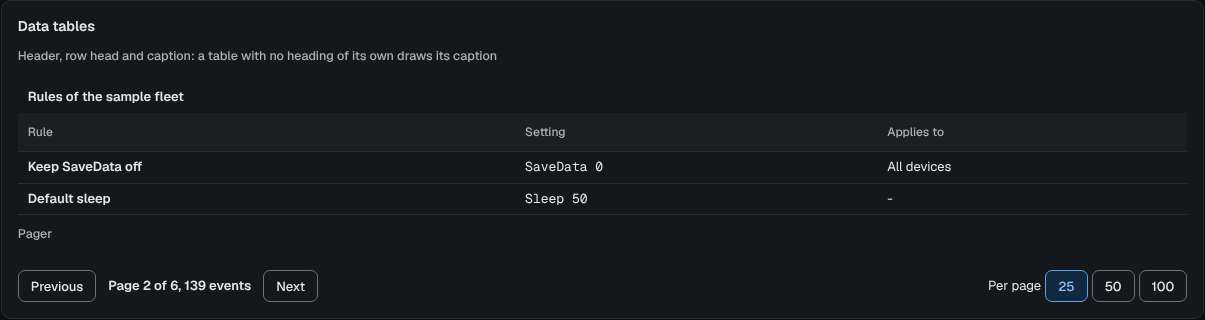 Data tables
Header, row head and caption: a table with no heading of its own draws its caption
Rules of the sample fleet
Rule Setting Applies to
Keep SaveData off SaveData 0 All devices
Default sleep Sleep 50 -
Pager
Previous Page 2 of 6, 139 events Next Per page 25 50 100